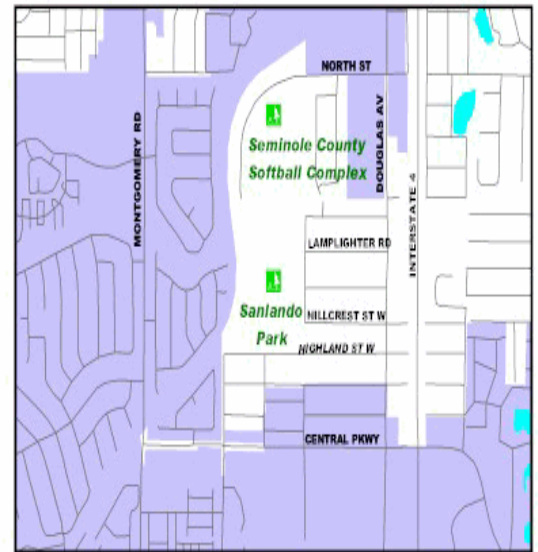 NORTH ST
MONTGOMERY RD
DOUGLAS AV
INTERSTATE 4
Seminole County
Softball Complex
LAMPLIGHTER RD
Sanlando
Park
HILLCREST ST W
HIGHLAND ST W
CENTRAL PKWY